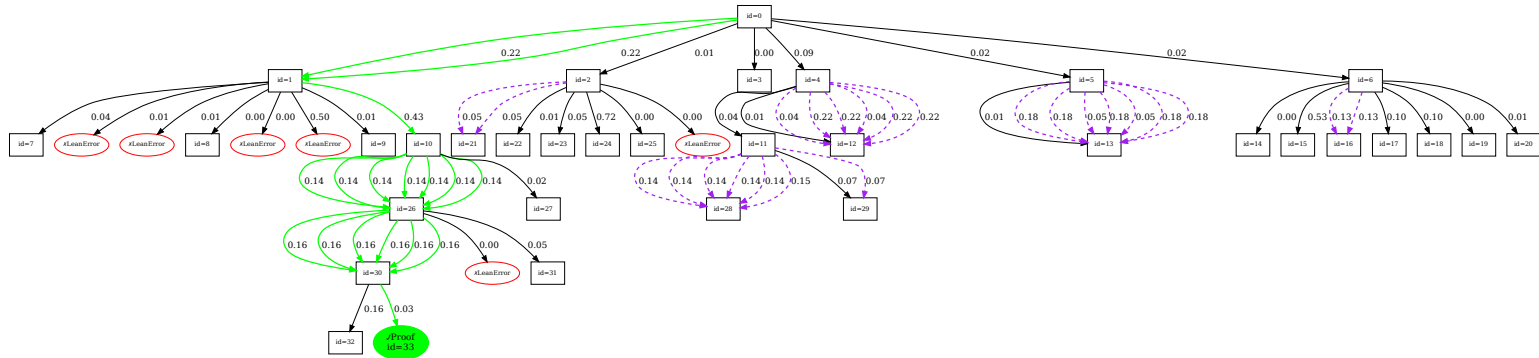 id=0
0.22
0.22
0.01
0.00
0.09
0.02
0.02
id=1
id=2
id=3
id=4
id=5
id=6
0.04
0.01
0.01
0.00
0.00
0.50
0.01
0.43
0.05
0.05
0.01
0.05
0.72
0.00
0.00
0.04
0.01
0.04
0.22
0.22
0.04
0.22
0.22
0.01
0.18
0.18
0.05
0.18
0.05
0.18
0.18
0.00
0.53
0.13
0.13
0.10
0.10
0.00
0.01
id=7
✗LeanError
✗LeanError
id=8
✗LeanError
✗LeanError
id=9
id=10
id=21
id=22
id=23
id=24
id=25
✗LeanError
id=11
id=12
id=13
id=14
id=15
id=16
id=17
id=18
id=19
id=20
0.14
0.14
0.14
0.14
0.14
0.14
0.14
0.02
0.14
0.14
0.14
0.14
0.14
0.15
0.07
0.07
id=26
id=27
id=28
id=29
0.16
0.16
0.16
0.16
0.16
0.16
0.00
0.05
id=30
✗LeanError
id=31
0.16
0.03
id=32
✓Proof
id=33